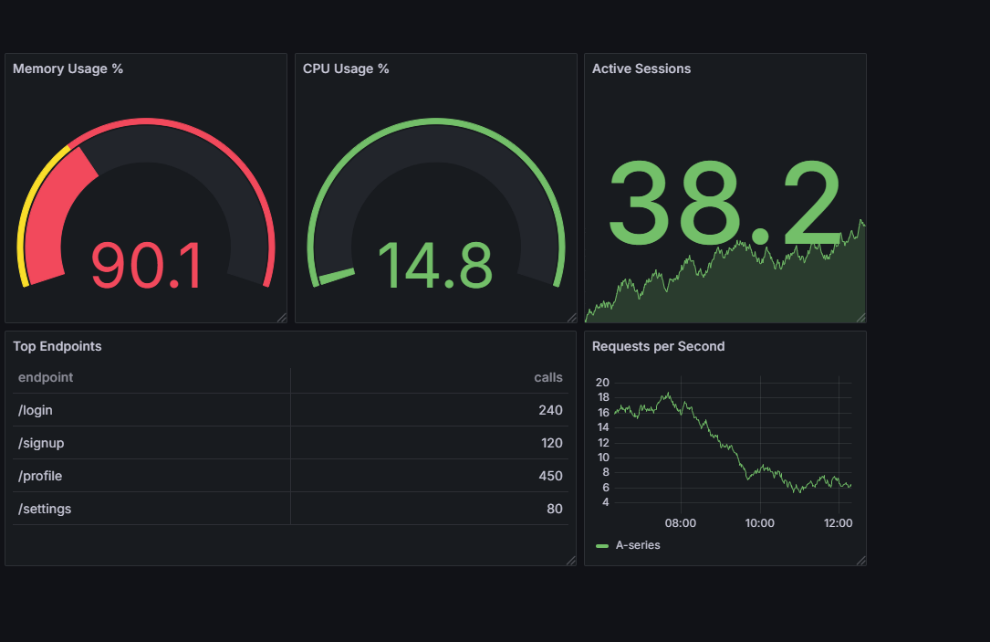 Memory Usage %
90.1
CPU Usage %
14.8
Active Sessions
38.2
Top Endpoints
endpoint calls
/login 240
/signup 120
/profile 450
/settings 80
Requests per Second
20
18
16
14
12
10
8
6
4
08:00 10:00 12:00
A-series